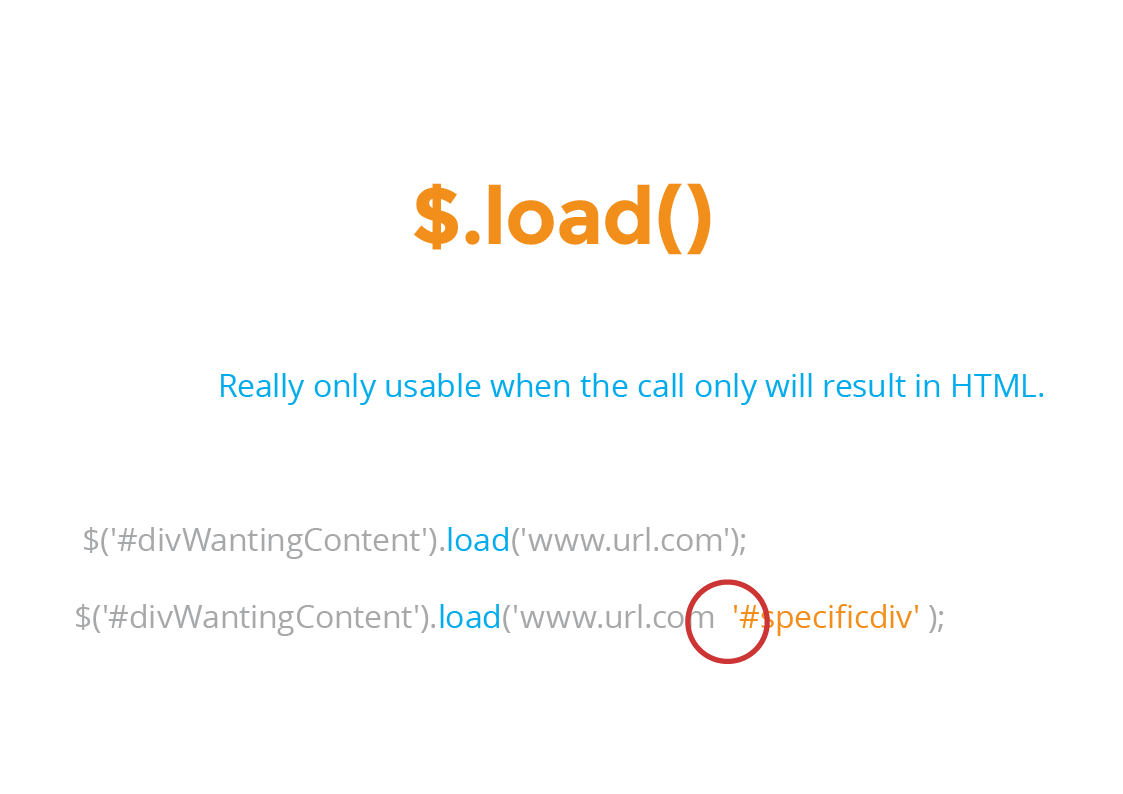 $.load()
Really only usable when the call only will result in HTML.
$('#divWantingContent').load('www.url.com');
$('#divWantingContent').load('www.url.com  '#specificdiv' );